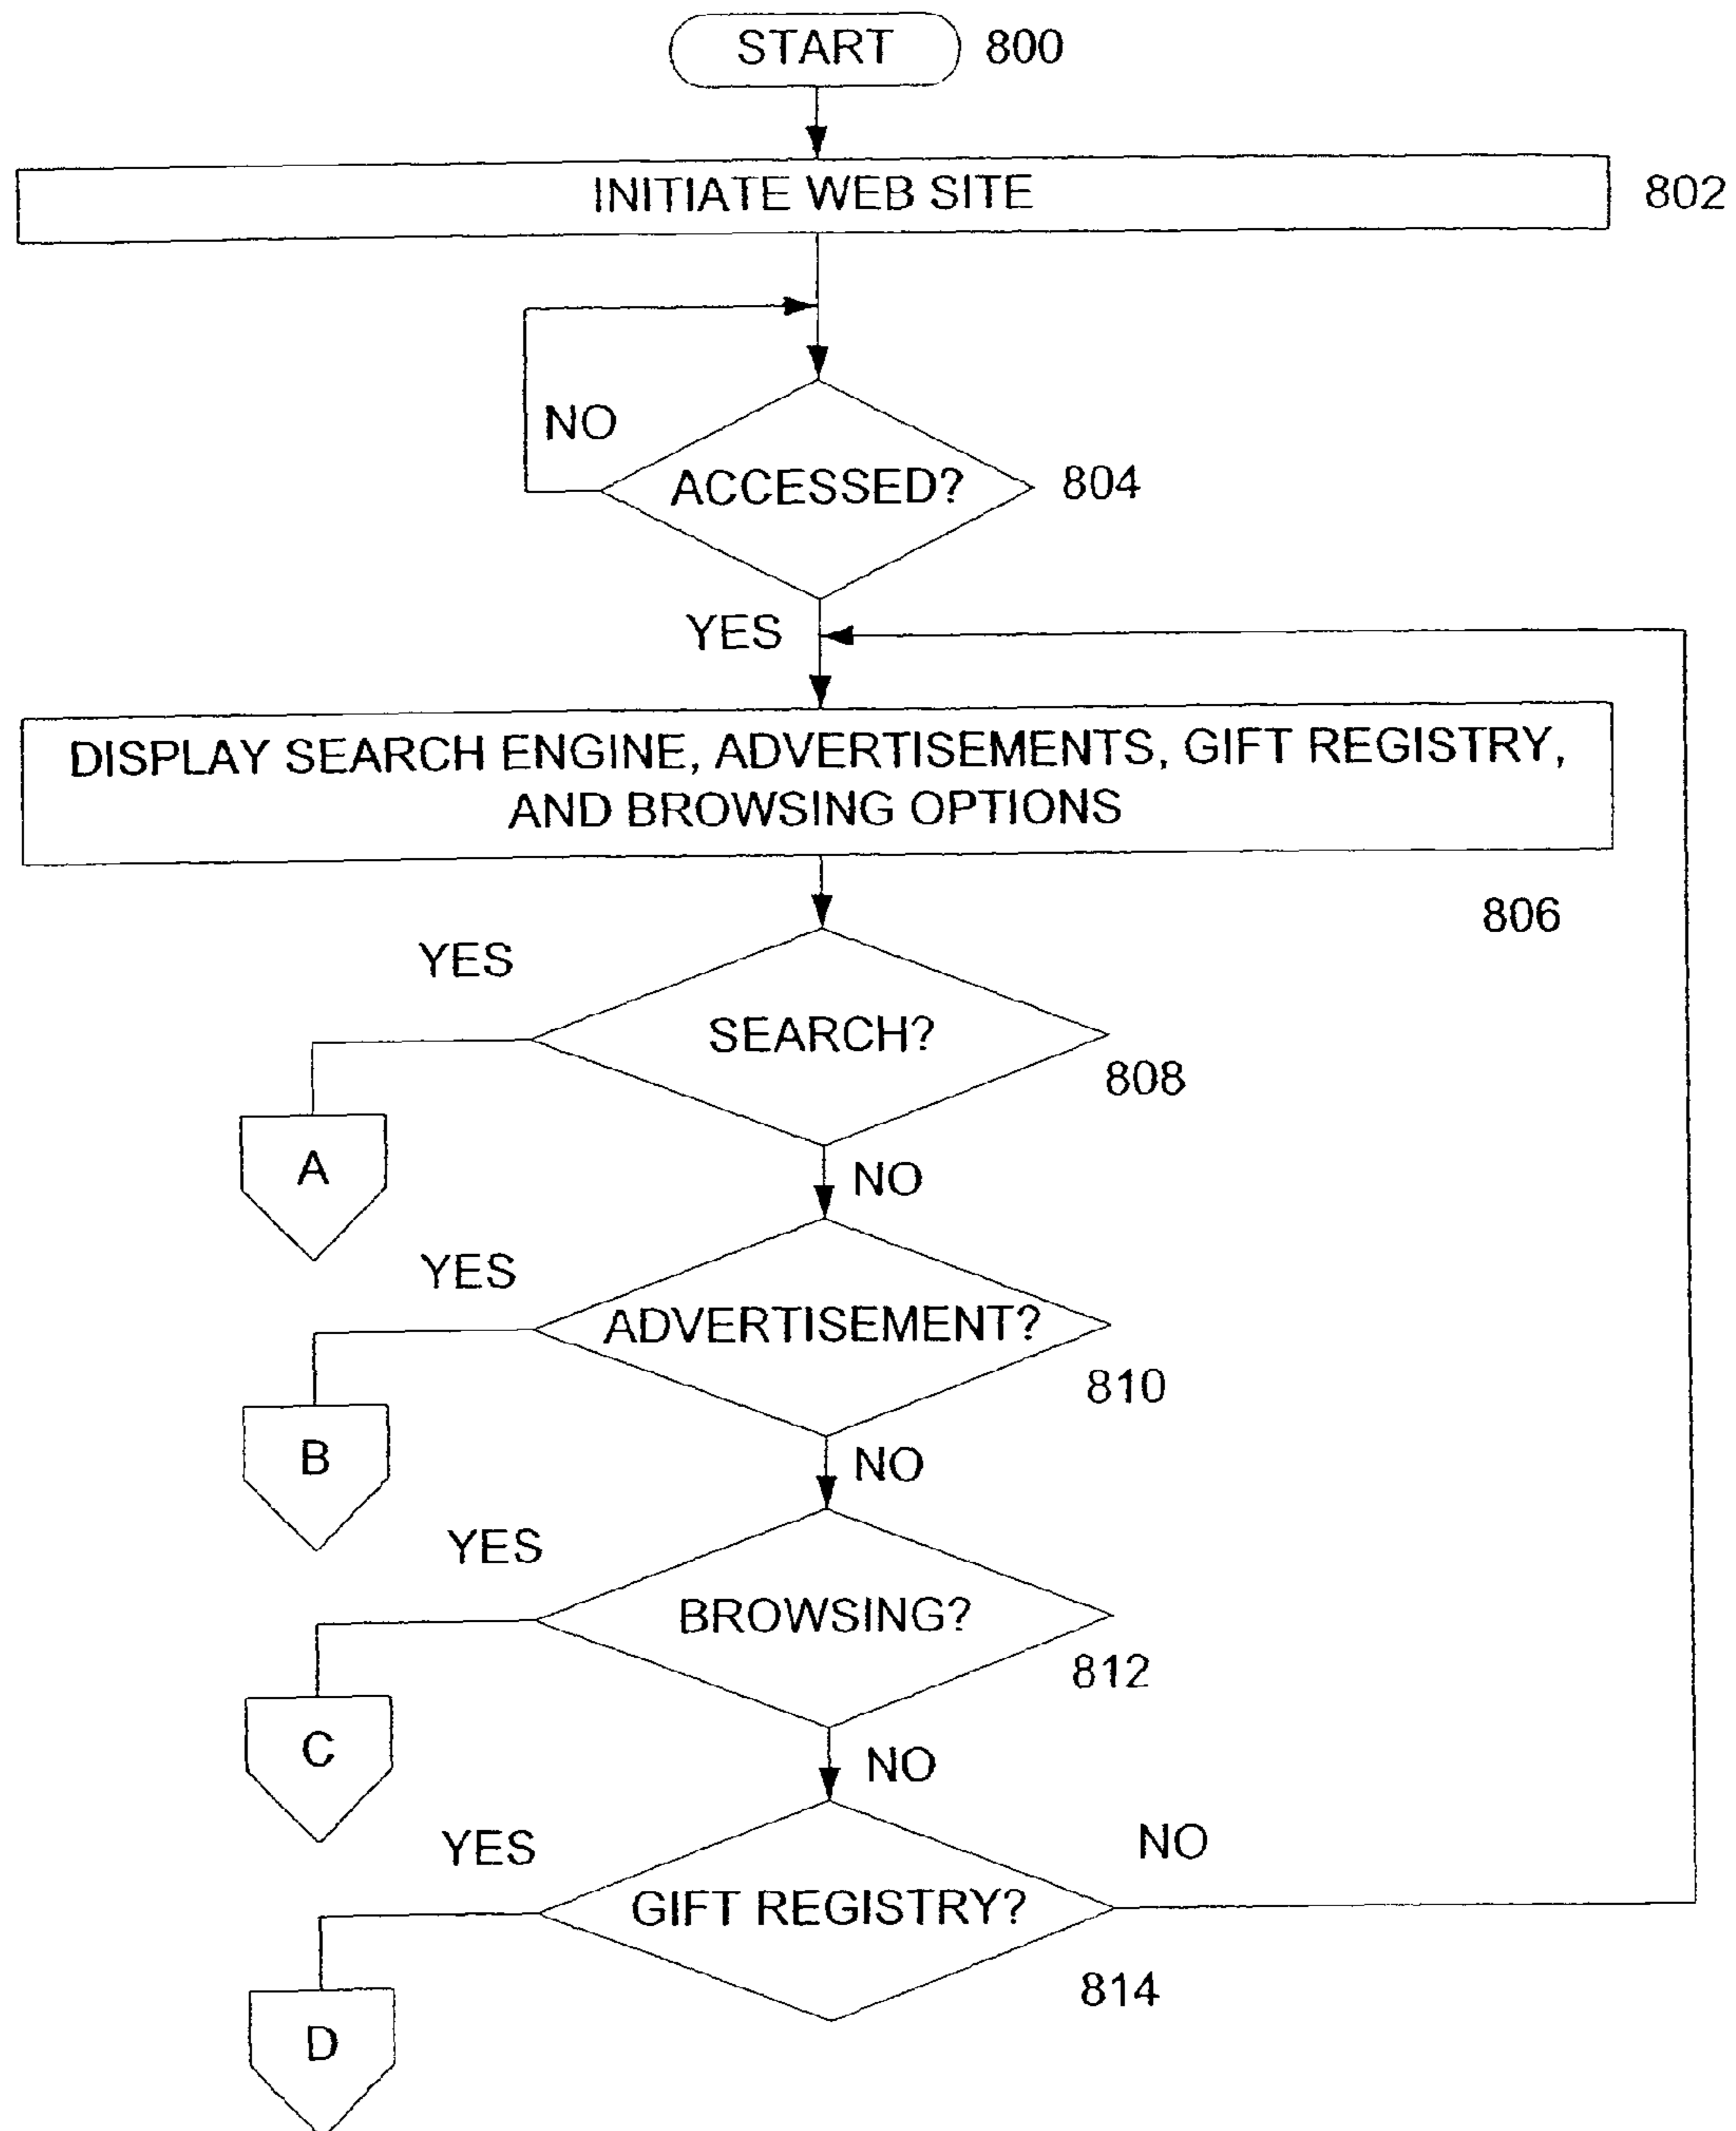 START 800
INITIATE WEB SITE 802
NO
ACCESSED? 804
YES
DISPLAY SEARCH ENGINE, ADVERTISEMENTS, GIFT REGISTRY,
AND BROWSING OPTIONS
806
YES
SEARCH?
808
A
NO
YES
ADVERTISEMENT?
810
B
NO
YES
BROWSING?
812
C
NO
YES
NO
GIFT REGISTRY?
814
D